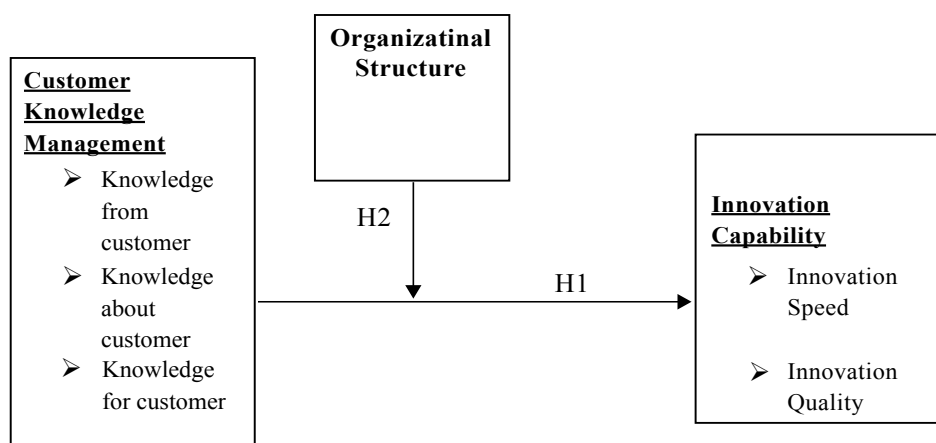 Organizatinal
Structure
Customer
Knowledge
Management
➢ Knowledge
from
customer
➢ Knowledge
about
customer
➢ Knowledge
for customer
H2
H1
Innovation
Capability
➢ Innovation
Speed
➢ Innovation
Quality